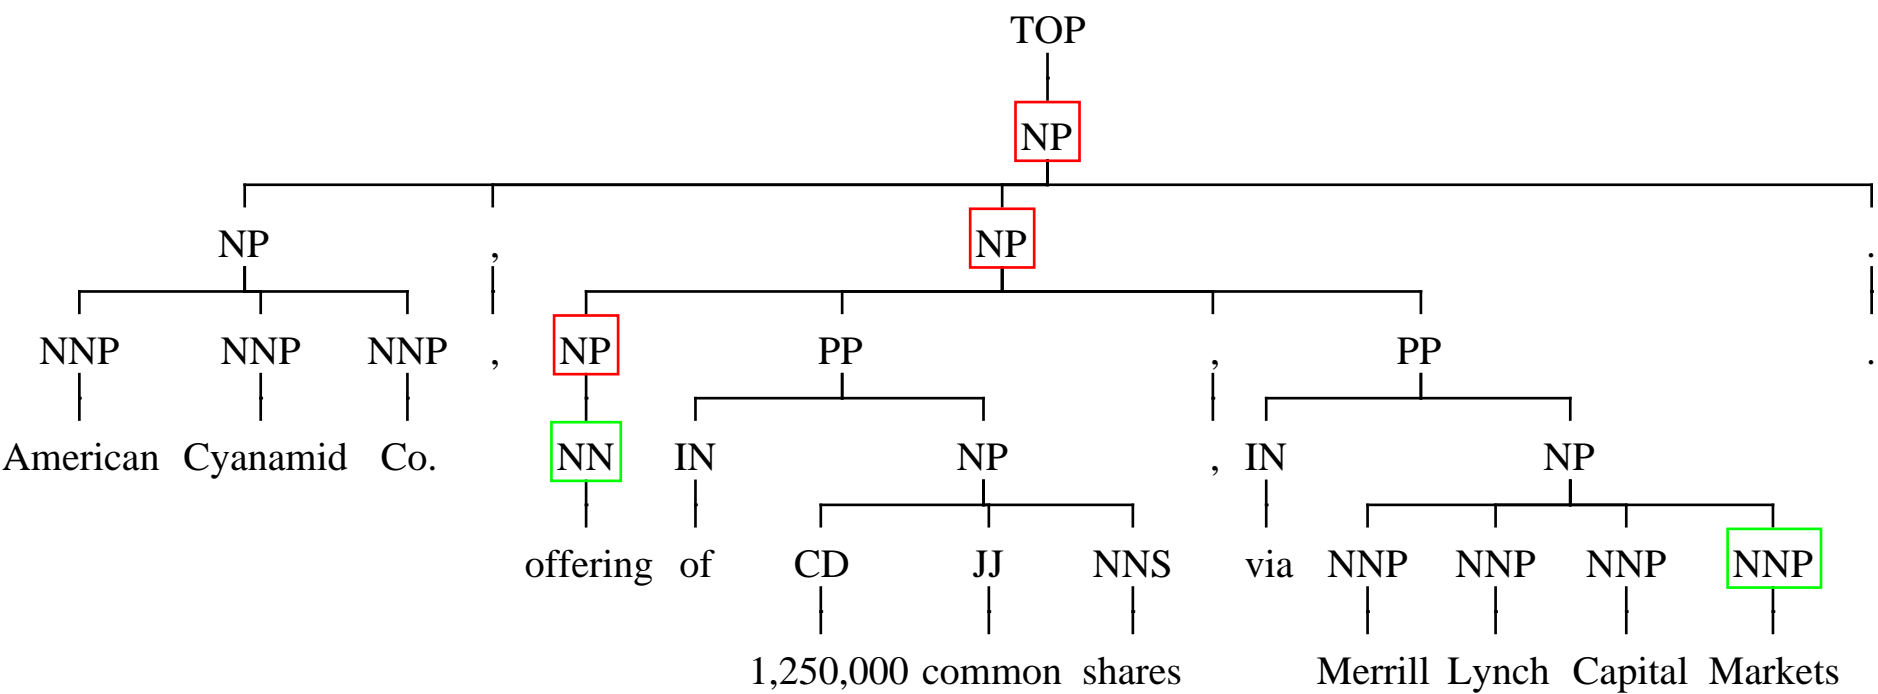 TOP
NP
NP , NP .
NNP NNP NNP , NP PP , PP .
American Cyanamid Co. NN IN NP , IN NP
offering of CD JJ NNS via NNP NNP NNP NNP
1,250,000 common shares Merrill Lynch Capital Markets